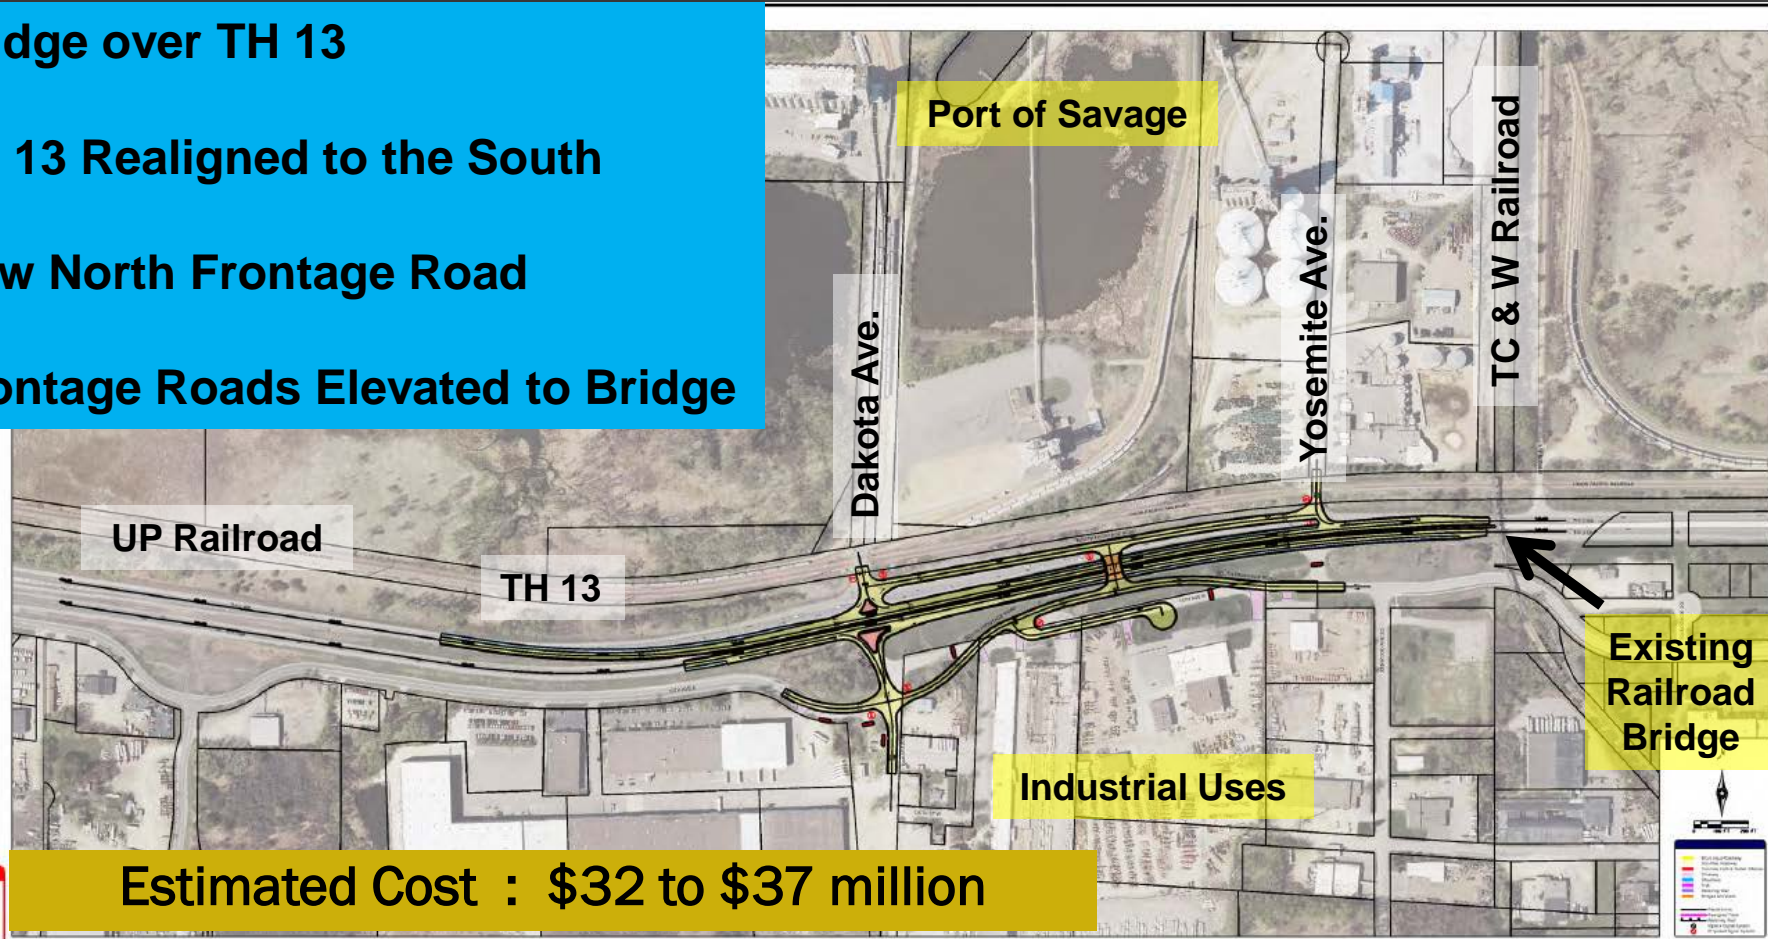 dge over TH 13
13 Realigned to the South
w North Frontage Road
ontage Roads Elevated to Bridge
Port of Savage
Dakota Ave.
Yosemite Ave.
TC & W Railroad
UP Railroad
TH 13
Existing
Railroad
Bridge
Industrial Uses
Estimated Cost : $32 to $37 million